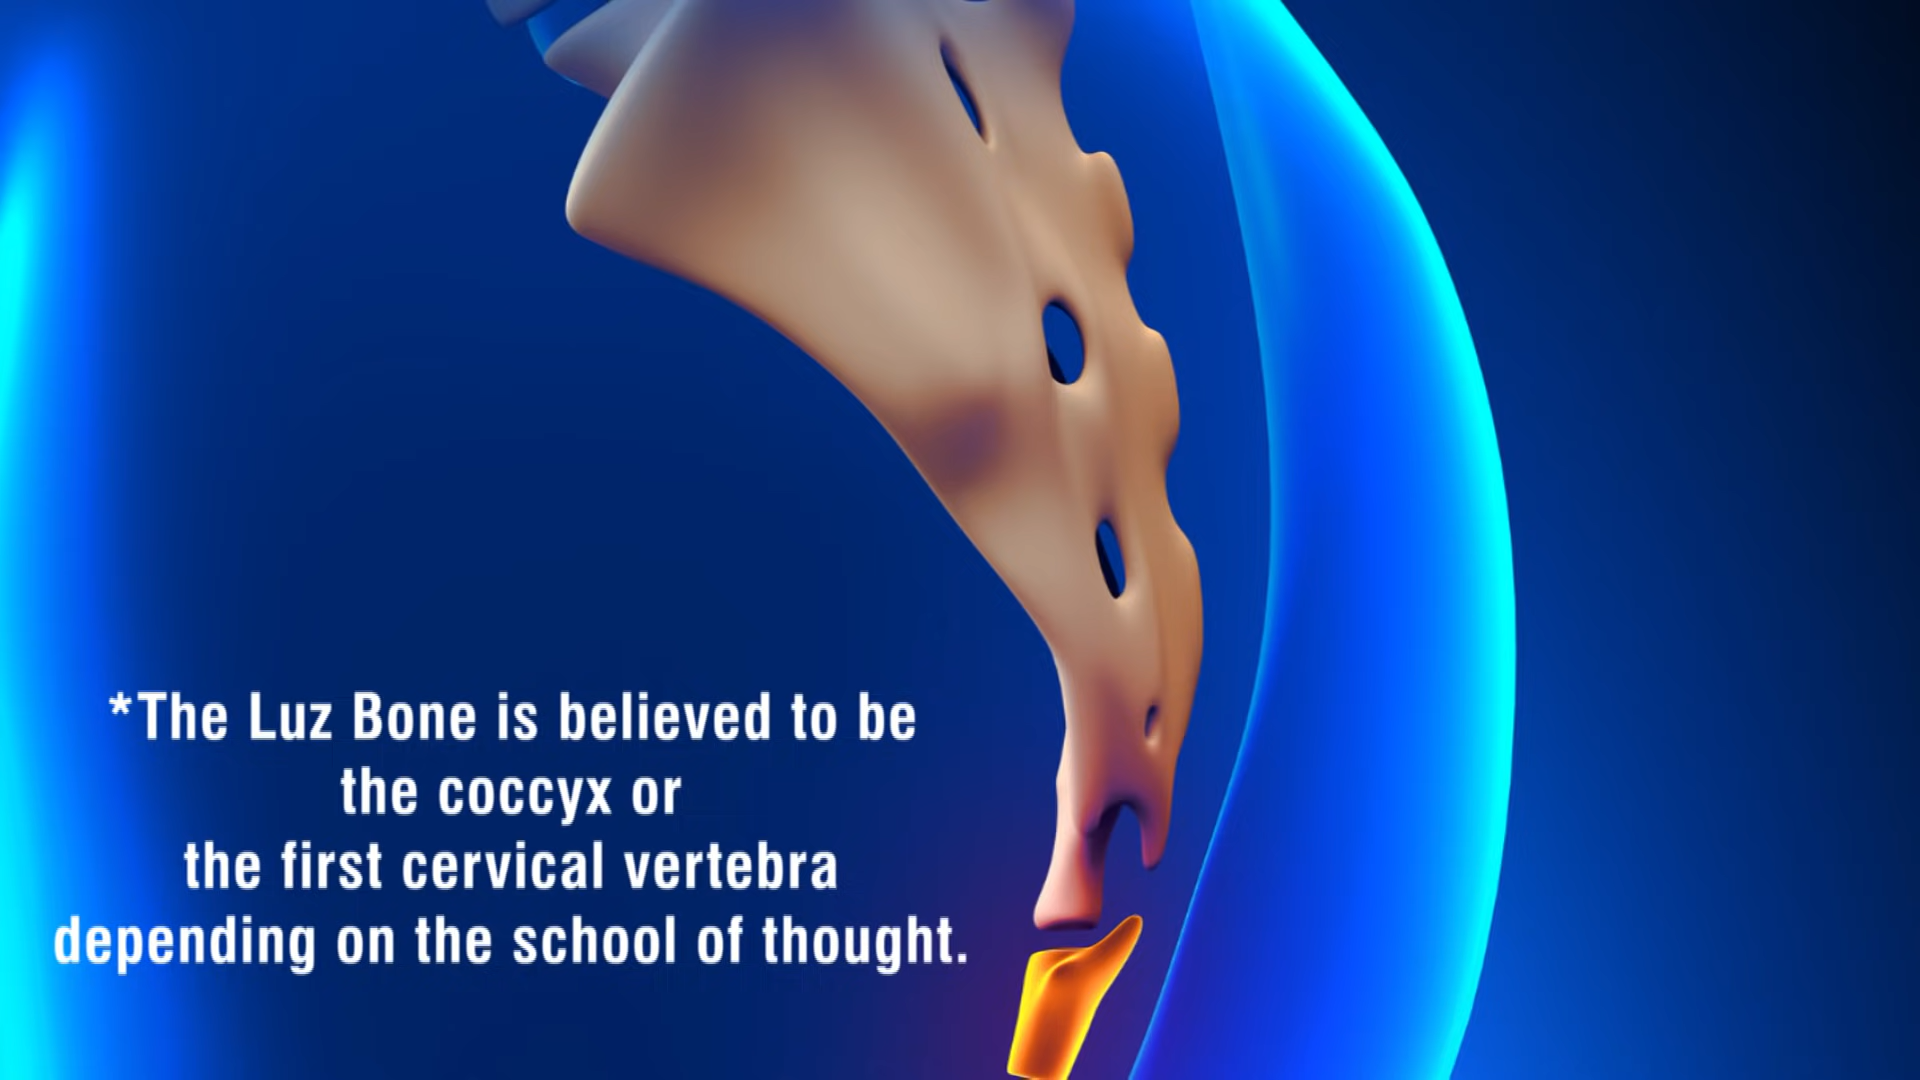 *The Luz Bone is believed to be
the coccyx or
the first cervical vertebra
depending on the school of thought.